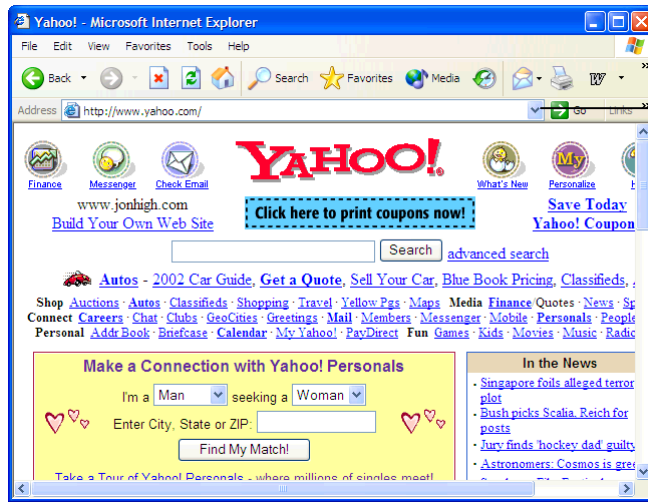 Yahoo! - Microsoft Internet Explorer
File Edit View Favorites Tools Help
Back Search Favorites Media
Address http://www.yahoo.com/ Go Links
YAHOO!
Finance Messenger Check Email What's New Personalize
www.jonhigh.com
Build Your Own Web Site
Click here to print coupons now!
Save Today
Yahoo! Coupon
Search advanced search
Autos - 2002 Car Guide, Get a Quote, Sell Your Car, Blue Book Pricing, Classifieds,
Shop Auctions · Autos · Classifieds · Shopping · Travel · Yellow Pgs · Maps Media Finance/Quotes · News · Sp
Connect Careers · Chat · Clubs · GeoCities · Greetings · Mail · Members · Messenger · Mobile · Personals · People
Personal Addr Book · Briefcase · Calendar · My Yahoo! · PayDirect Fun Games · Kids · Movies · Music · Radio
Make a Connection with Yahoo! Personals
I'm a Man seeking a Woman
Enter City, State or ZIP:
Find My Match!
Take a Tour of Yahoo! Personals - where millions of singles meet!
In the News
· Singapore foils alleged terror
plot
· Bush picks Scalia, Reich for
posts
· Jury finds 'hockey dad' guilty
· Astronomers: Cosmos is gree